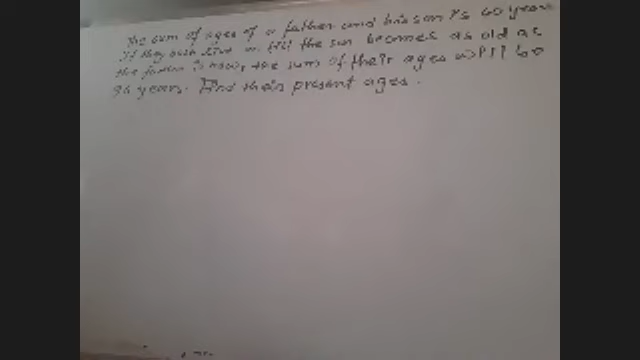 The sum of ages of a father and his son is 60 years
if they both live on till the son becomes as old as
the father is now, the sum of their ages will be
96 years. Find their present ages.